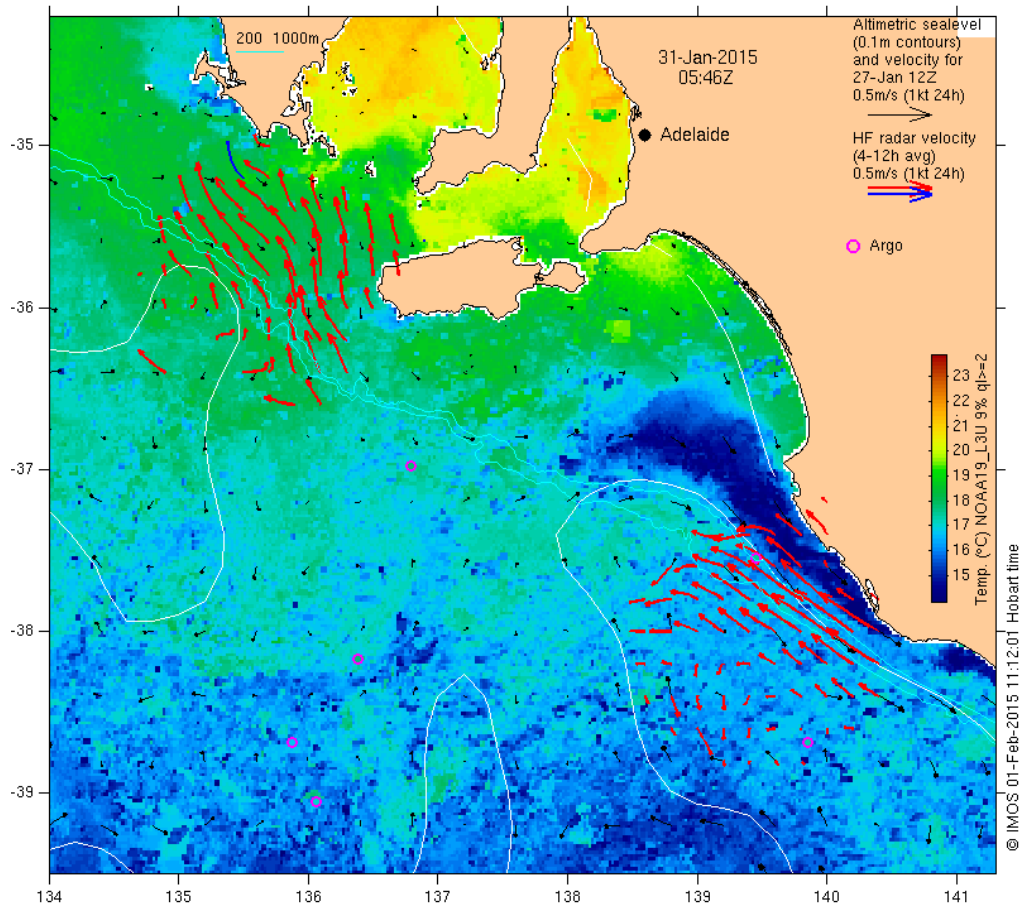 200 1000m
31-Jan-2015
05:46Z
Altimetric sealevel
(0.1m contours)
and velocity for
27-Jan 12Z
0.5m/s (1kt 24h)
HF radar velocity
(4-12h avg)
0.5m/s (1kt 24h)
Adelaide
Argo
-35
-36
-37
-38
-39
134
135
136
137
138
139
140
141
23
22
21
20
19
18
17
16
15
Temp. (°C) NOAA19_L3U 9% ql>=2
© IMOS 01-Feb-2015 11:12:01 Hobart time